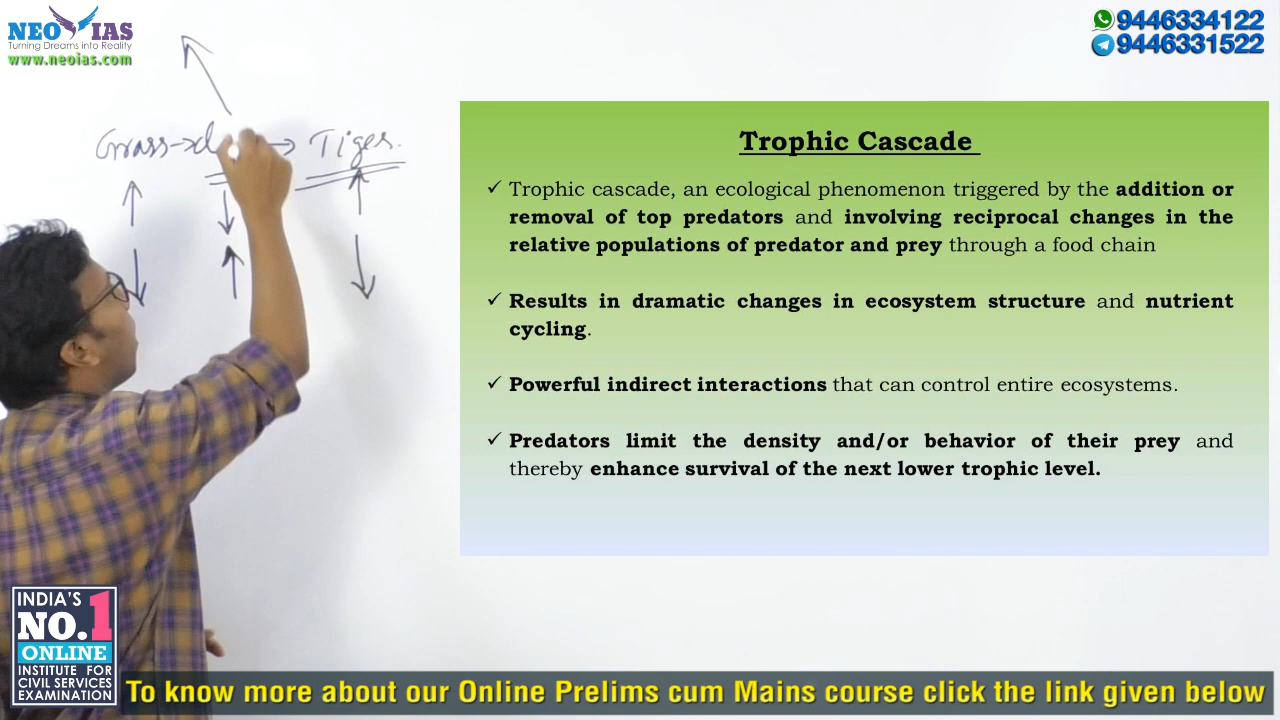 NEO IAS
Turning Dreams into Reality
www.neoias.com
9446334122
9446331522
Grass→d → Tiger.
Trophic Cascade
✓ Trophic cascade, an ecological phenomenon triggered by the addition or
removal of top predators and involving reciprocal changes in the
relative populations of predator and prey through a food chain
✓ Results in dramatic changes in ecosystem structure and nutrient
cycling.
✓ Powerful indirect interactions that can control entire ecosystems.
✓ Predators limit the density and/or behavior of their prey and
thereby enhance survival of the next lower trophic level.
INDIA'S
NO.1
ONLINE
INSTITUTE FOR
CIVIL SERVICES
EXAMINATION
To know more about our Online Prelims cum Mains course click the link given below